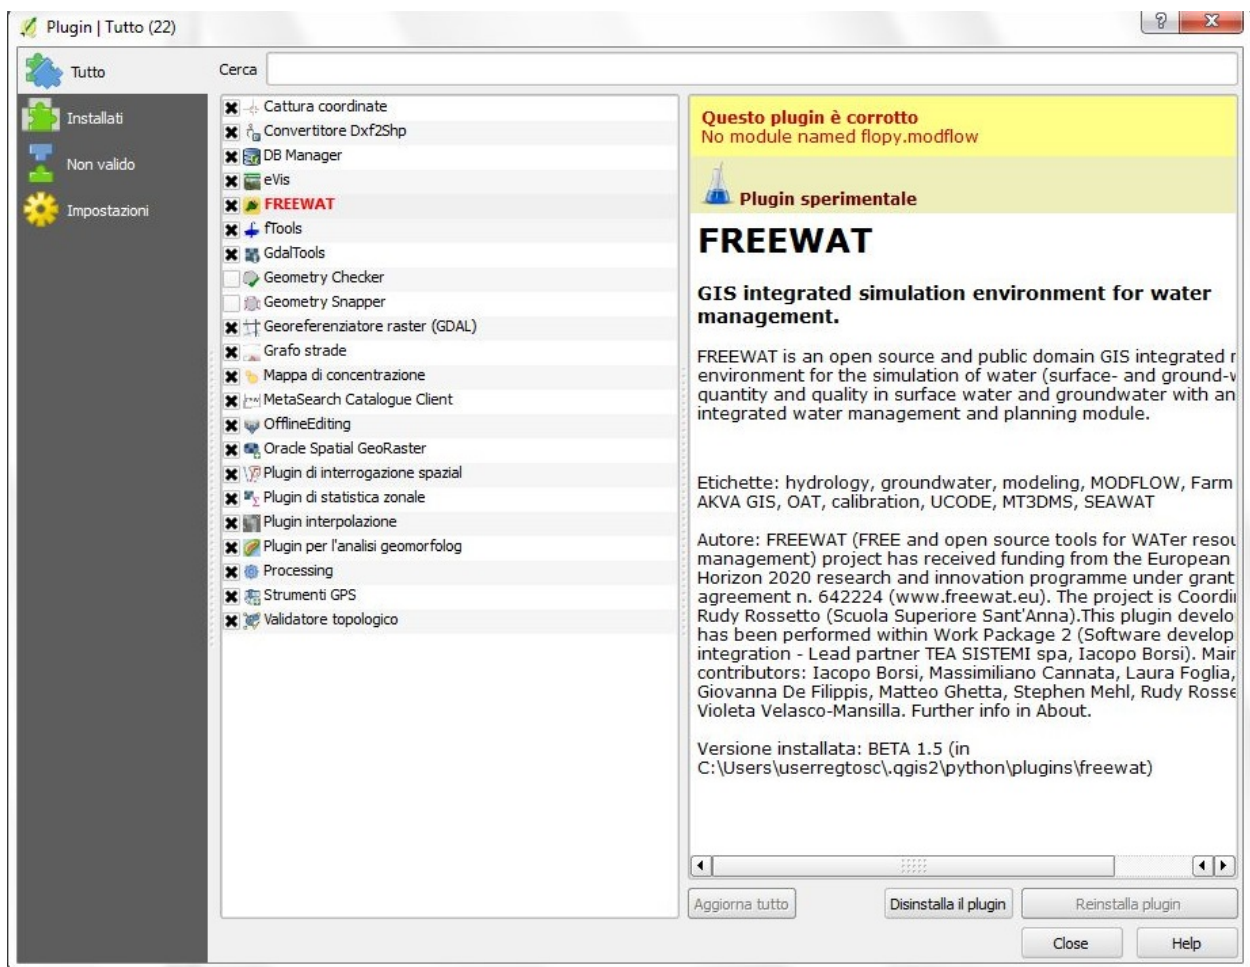 Plugin | Tutto (22)
Tutto
Installati
Non valido
Impostazioni
Cerca
Cattura coordinate
Convertitore Dxf2Shp
DB Manager
eVis
FREEWAT
fTools
GdalTools
Geometry Checker
Geometry Snapper
Georeferenziatore raster (GDAL)
Grafo strade
Mappa di concentrazione
MetaSearch Catalogue Client
OfflineEditing
Oracle Spatial GeoRaster
Plugin di interrogazione spazial
Plugin di statistica zonale
Plugin interpolazione
Plugin per l'analisi geomorfolog
Processing
Strumenti GPS
Validatore topologico
Questo plugin è corrotto
No module named flopy.modflow
Plugin sperimentale
FREEWAT
GIS integrated simulation environment for water
management.
FREEWAT is an open source and public domain GIS integrated
environment for the simulation of water (surface- and ground-
quantity and quality in surface water and groundwater with an
integrated water management and planning module.
Etichette: hydrology, groundwater, modeling, MODFLOW, Farm
AKVA GIS, OAT, calibration, UCODE, MT3DMS, SEAWAT
Autore: FREEWAT (FREE and open source tools for WATer resou
management) project has received funding from the European
Horizon 2020 research and innovation programme under grant
agreement n. 642224 (www.freewat.eu). The project is Coordi
Rudy Rossetto (Scuola Superiore Sant'Anna).This plugin develo
has been performed within Work Package 2 (Software develop
integration - Lead partner TEA SISTEMI spa, Iacopo Borsi). Main
contributors: Iacopo Borsi, Massimiliano Cannata, Laura Foglia,
Giovanna De Filippis, Matteo Ghetta, Stephen Mehl, Rudy Rosse
Violeta Velasco-Mansilla. Further info in About.
Versione installata: BETA 1.5 (in
C:\Users\userregtosc\.qgis2\python\plugins\freewat)
Aggiorna tutto
Disinstalla il plugin
Reinstalla plugin
Close
Help